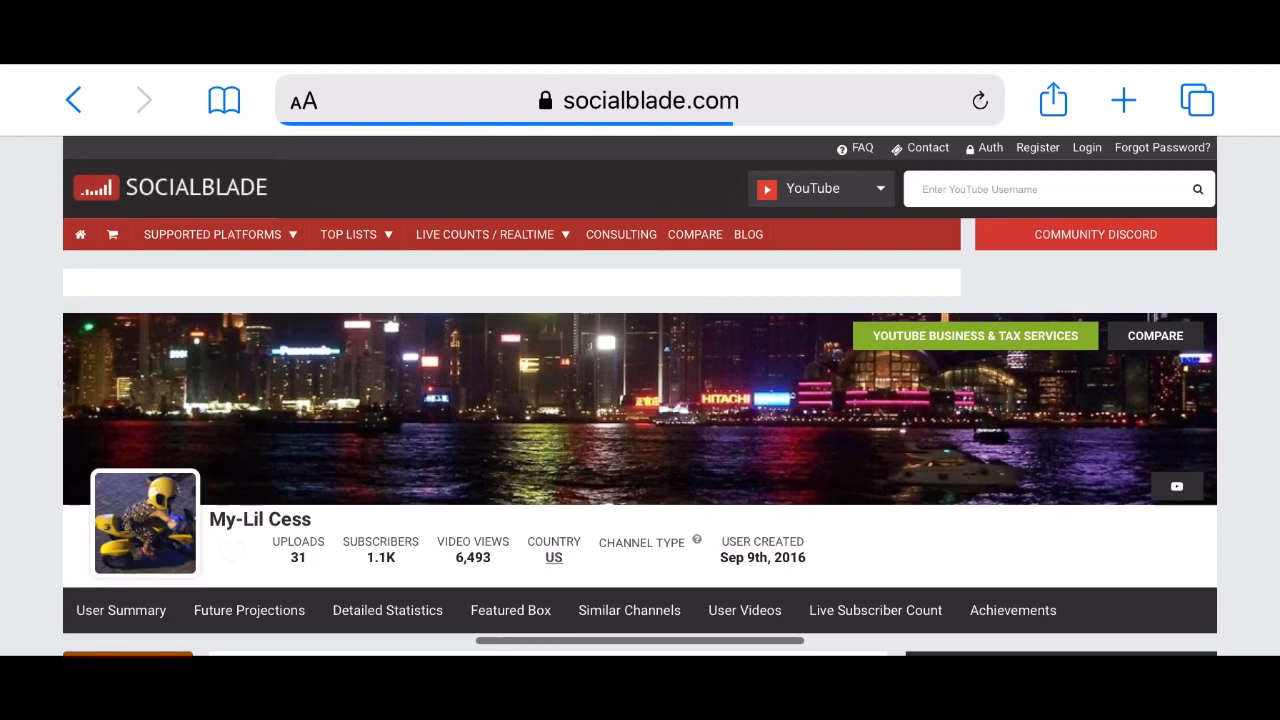 AA socialblade.com
FAQ Contact Auth Register Login Forgot Password?
SOCIALBLADE YouTube Enter YouTube Username
SUPPORTED PLATFORMS TOP LISTS LIVE COUNTS / REALTIME CONSULTING COMPARE BLOG COMMUNITY DISCORD
YOUTUBE BUSINESS & TAX SERVICES COMPARE
Panasonic
HITACHI
My-Lil Cess
UPLOADS SUBSCRIBERS VIDEO VIEWS COUNTRY CHANNEL TYPE USER CREATED
31 1.1K 6,493 US Sep 9th, 2016
User Summary Future Projections Detailed Statistics Featured Box Similar Channels User Videos Live Subscriber Count Achievements